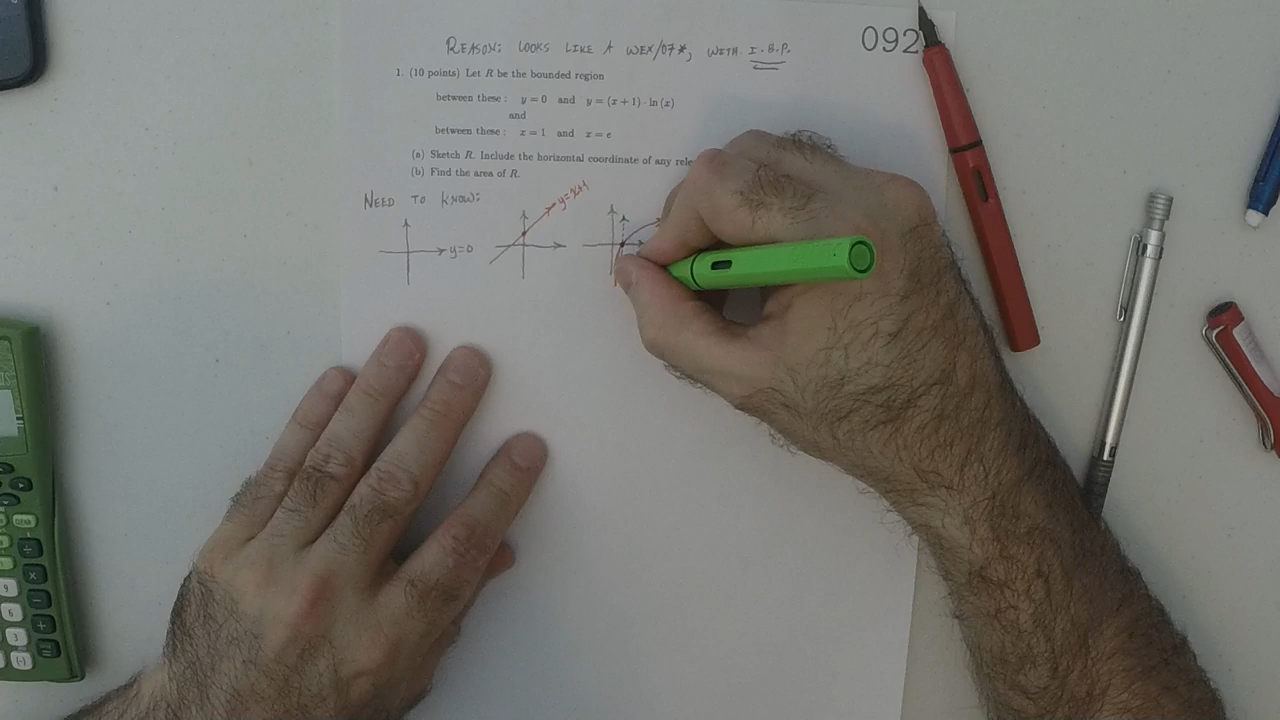 REASON: LOOKS LIKE A WEX/07*, WITH I.B.P.
092
1. (10 points) Let R be the bounded region
between these: y = 0 and y = (x + 1) · ln (x)
and
between these: x = 1 and x = e
(a) Sketch R. Include the horizontal coordinate of any
(b) Find the area of R.
NEED TO KNOW:
y=0
y=x+1